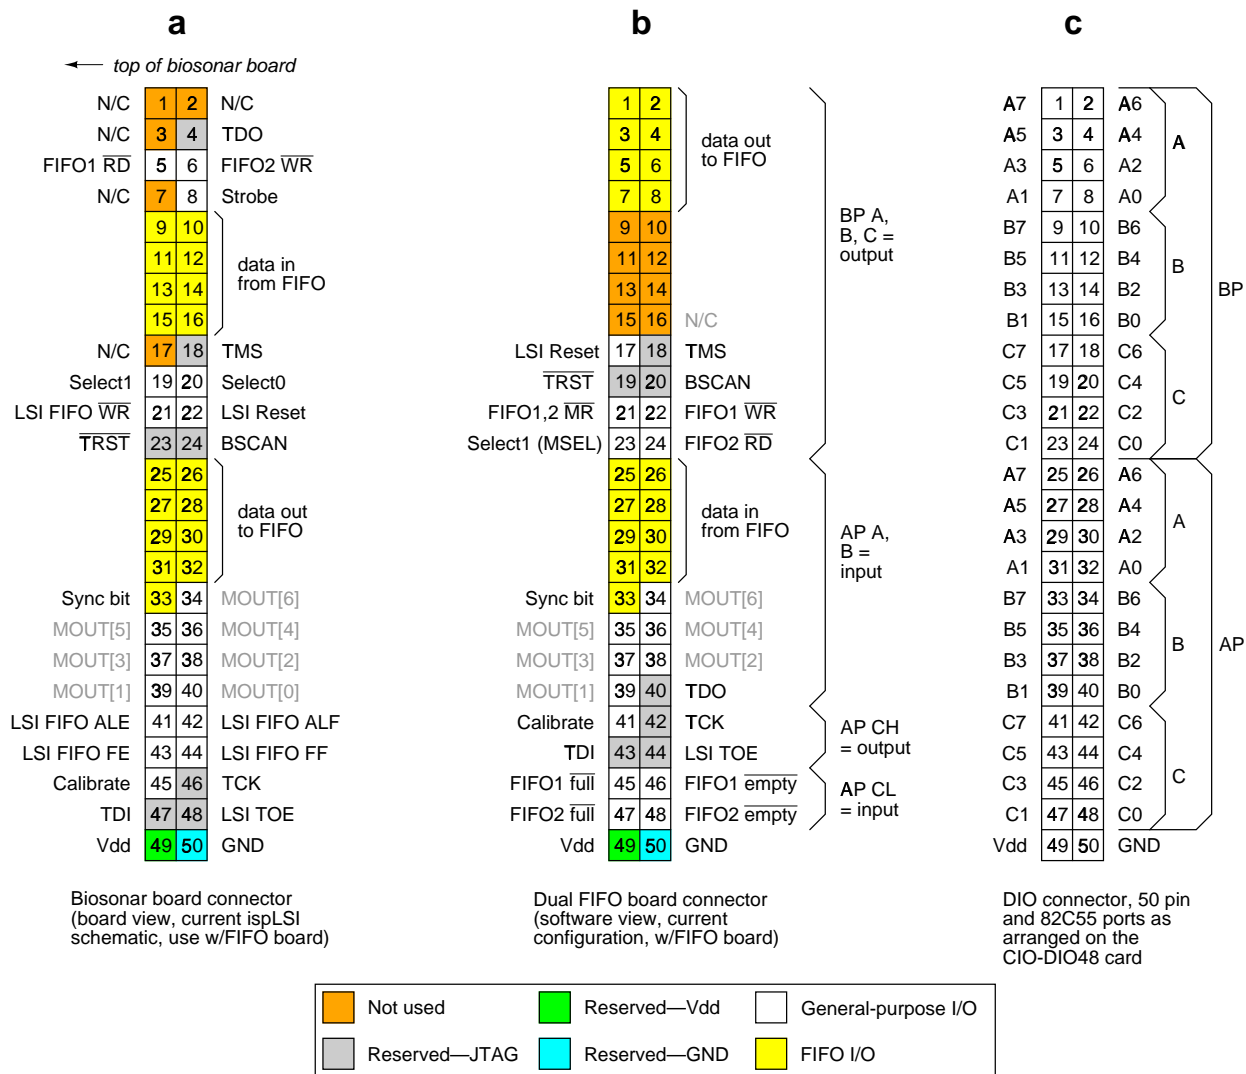 a b c
← top of biosonar board
N/C 1 2 N/C
N/C 3 4 TDO
FIFO1 R̅D̅ 5 6 FIFO2 W̅R̅
N/C 7 8 Strobe
9 10
11 12
13 14
15 16
data in
from FIFO
N/C 17 18 TMS
Select1 19 20 Select0
LSI FIFO W̅R̅ 21 22 LSI Reset
T̅R̅S̅T̅ 23 24 BSCAN
25 26
27 28
29 30
31 32
data out
to FIFO
Sync bit 33 34 MOUT[6]
MOUT[5] 35 36 MOUT[4]
MOUT[3] 37 38 MOUT[2]
MOUT[1] 39 40 MOUT[0]
LSI FIFO ALE 41 42 LSI FIFO ALF
LSI FIFO FE 43 44 LSI FIFO FF
Calibrate 45 46 TCK
TDI 47 48 LSI TOE
Vdd 49 50 GND
Biosonar board connector
(board view, current ispLSI
schematic, use w/FIFO board)
1 2
3 4
5 6
7 8
data out
to FIFO
9 10
11 12
13 14
15 16 N/C
LSI Reset 17 18 TMS
T̅R̅S̅T̅ 19 20 BSCAN
FIFO1,2 M̅R̅ 21 22 FIFO1 W̅R̅
Select1 (MSEL) 23 24 FIFO2 R̅D̅
25 26
27 28
29 30
31 32
data in
from FIFO
Sync bit 33 34 MOUT[6]
MOUT[5] 35 36 MOUT[4]
MOUT[3] 37 38 MOUT[2]
MOUT[1] 39 40 TDO
Calibrate 41 42 TCK
TDI 43 44 LSI TOE
FIFO1 f̅u̅l̅l̅ 45 46 FIFO1 e̅m̅p̅t̅y̅
FIFO2 f̅u̅l̅l̅ 47 48 FIFO2 e̅m̅p̅t̅y̅
Vdd 49 50 GND
BP A,
B, C =
output
AP A,
B =
input
AP CH
= output
AP CL
= input
Dual FIFO board connector
(software view, current
configuration, w/FIFO board)
A7 1 2 A6
A5 3 4 A4
A3 5 6 A2
A1 7 8 A0
B7 9 10 B6
B5 11 12 B4
B3 13 14 B2
B1 15 16 B0
C7 17 18 C6
C5 19 20 C4
C3 21 22 C2
C1 23 24 C0
A
B
C
BP
A7 25 26 A6
A5 27 28 A4
A3 29 30 A2
A1 31 32 A0
B7 33 34 B6
B5 35 36 B4
B3 37 38 B2
B1 39 40 B0
C7 41 42 C6
C5 43 44 C4
C3 45 46 C2
C1 47 48 C0
Vdd 49 50 GND
A
B
C
AP
DIO connector, 50 pin
and 82C55 ports as
arranged on the
CIO-DIO48 card
Not used
Reserved—Vdd
General-purpose I/O
Reserved—JTAG
Reserved—GND
FIFO I/O